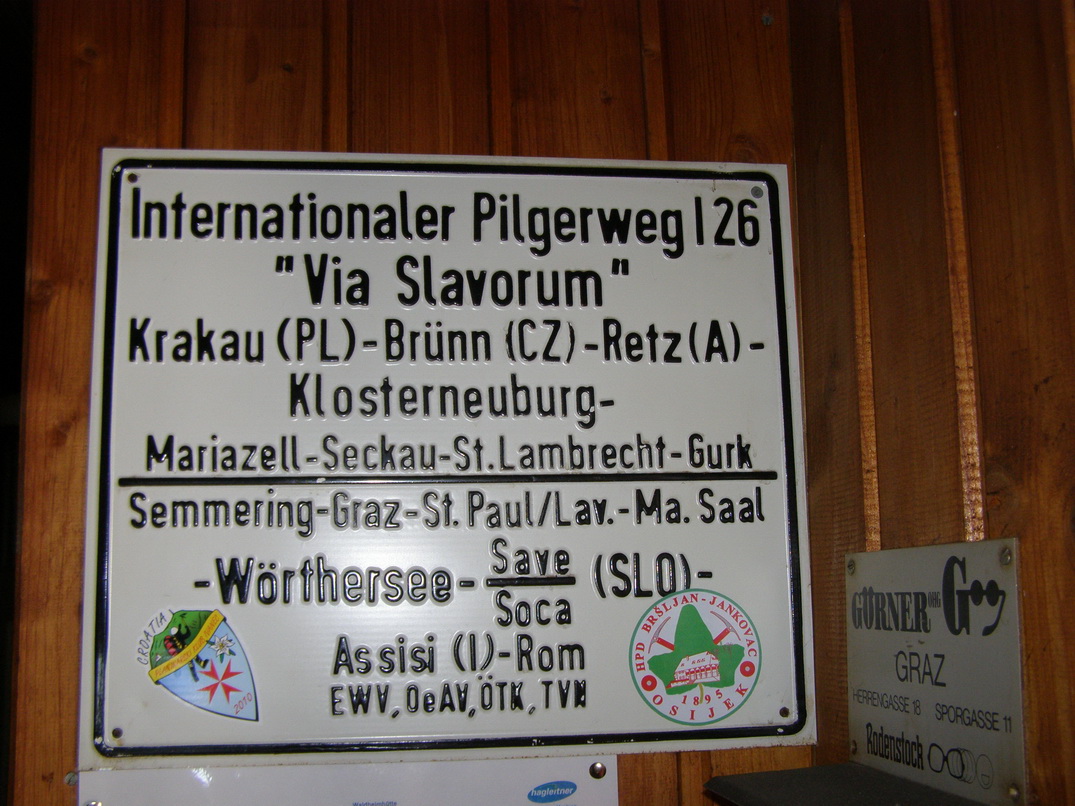 Internationaler Pilgerweg 126
"Via Slavorum"
Krakau (PL)-Brünn (CZ)-Retz(A)-
Klosterneuburg-
Mariazell-Seckau-St.Lambrecht-Gurk
Semmering-Graz-St.Paul/Lav.-Ma.Saal
-Wörthersee- Save (SLO)-
Soca
Assisi (I)-Rom
EWV, OeAV, ÖTK, TVN
CROATIA
2010
HPD BRŠLJAN-JANKOVAC
1895
OSIJEK
GÜRNER OHG G
GRAZ
HERRENGASSE 18 SPORGASSE 11
Rodenstock
hagleitner